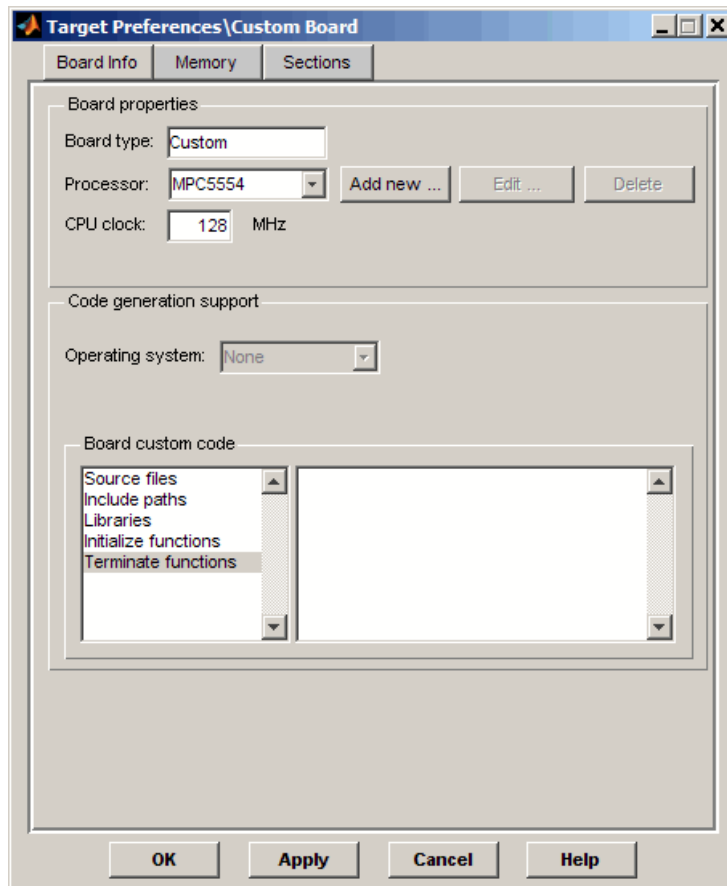 Target Preferences\Custom Board
Board Info Memory Sections
Board properties
Board type: Custom
Processor: MPC5554 Add new ... Edit ... Delete
CPU clock: 128 MHz
Code generation support
Operating system: None
Board custom code
Source files
Include paths
Libraries
Initialize functions
Terminate functions
OK Apply Cancel Help